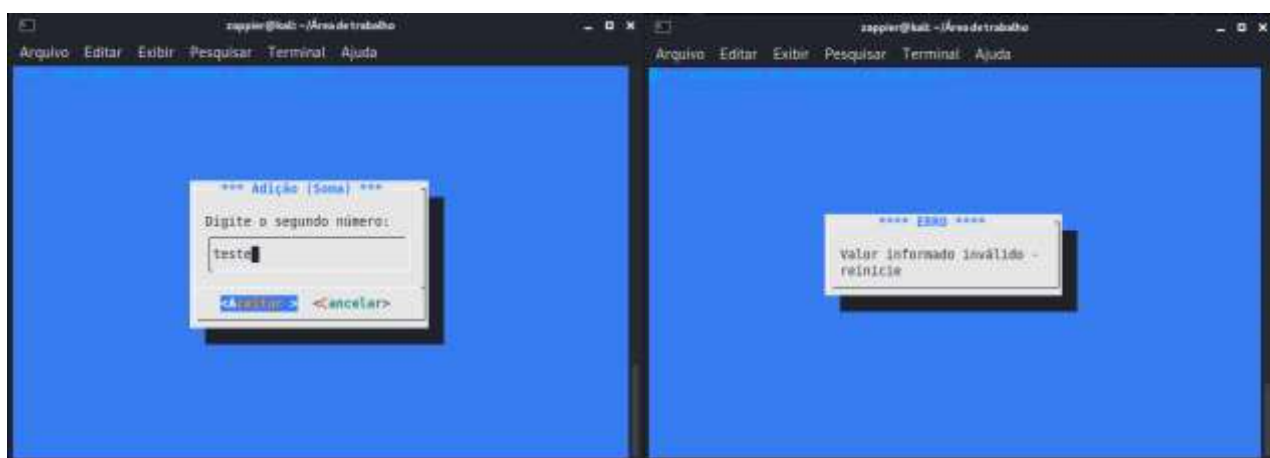 zappier@kali: ~/Área de trabalho
Arquivo Editar Exibir Pesquisar Terminal Ajuda
*** Adição (Soma) ***
Digite o segundo número:
teste
<Aceitar > <Cancelar>
zappier@kali: ~/Área de trabalho
Arquivo Editar Exibir Pesquisar Terminal Ajuda
**** ERRO ****
Valor informado inválido -
reinicie